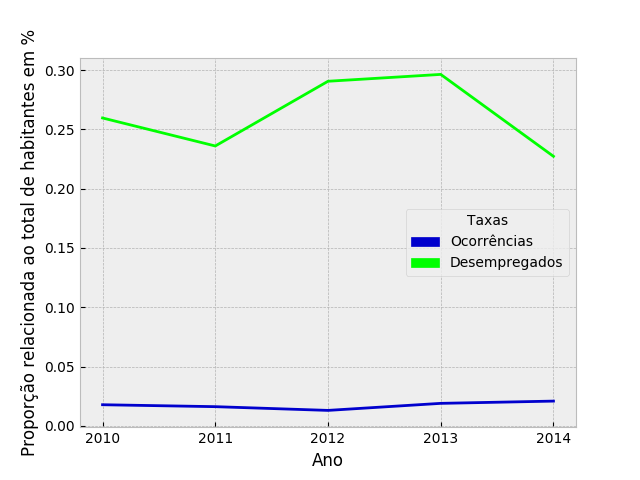 Proporção relacionada ao total de habitantes em %
0.30
0.25
0.20
0.15
0.10
0.05
0.00
Taxas
Ocorrências
Desempregados
2010 2011 2012 2013 2014
Ano